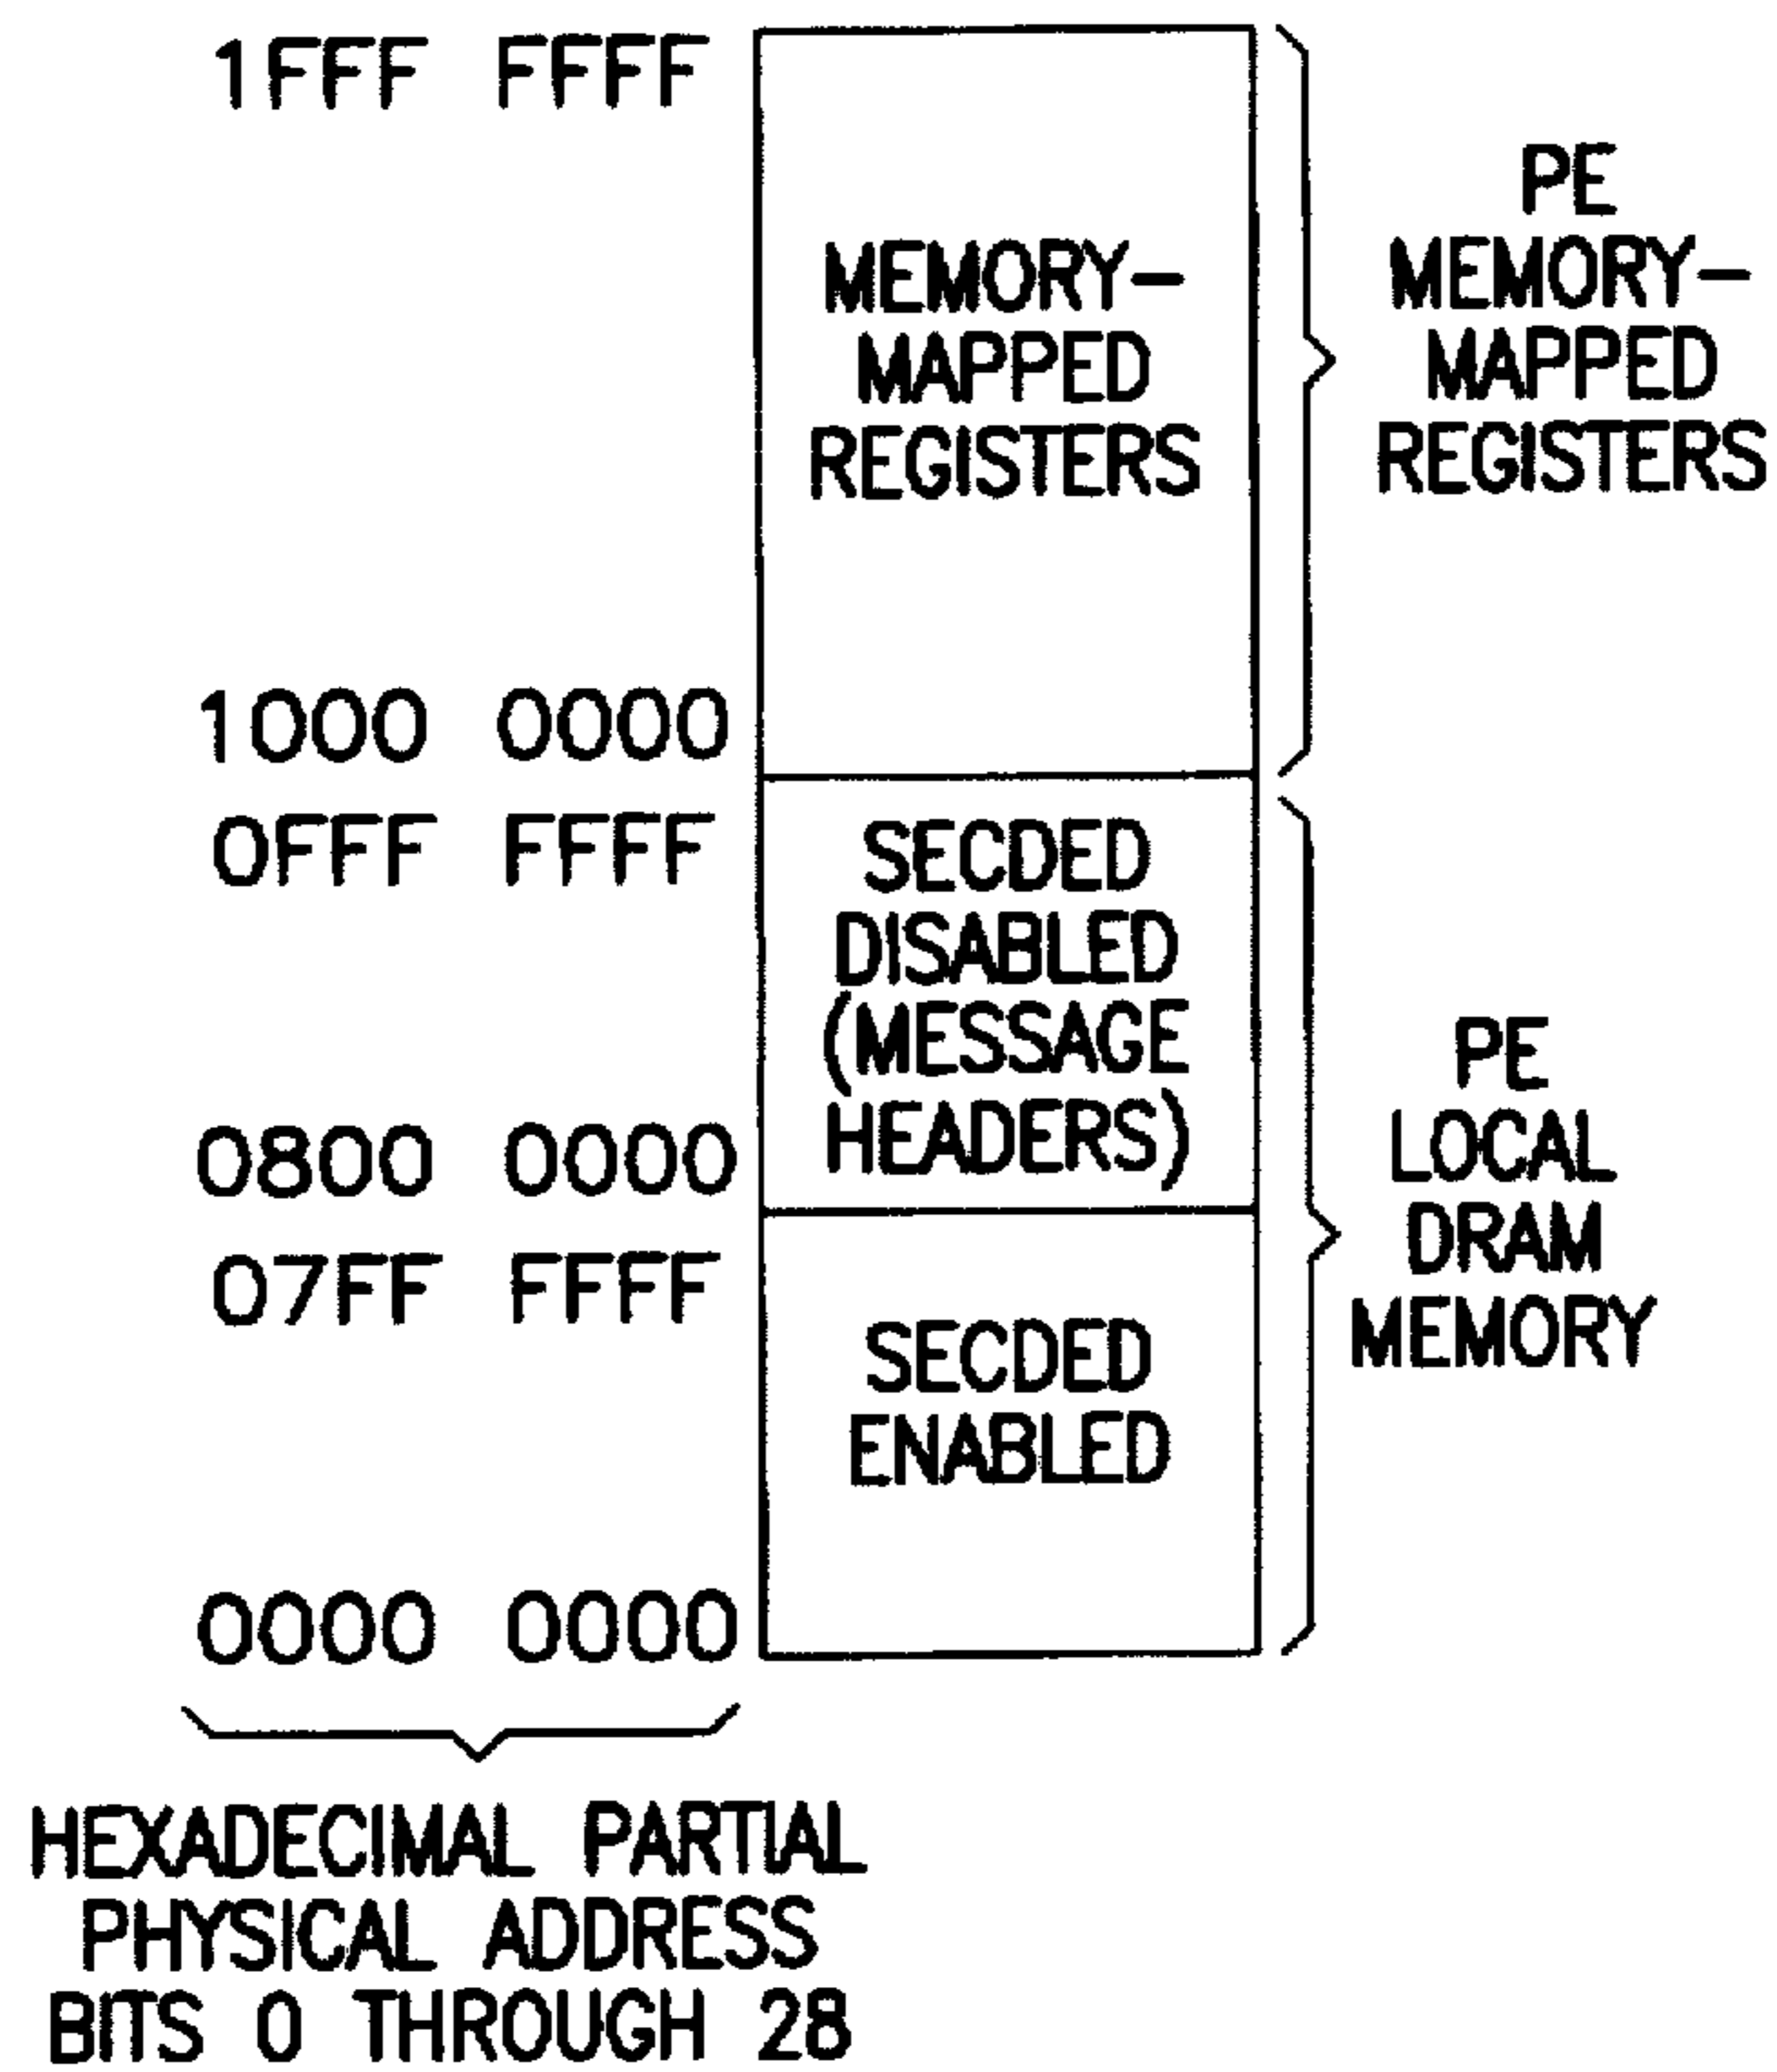 1FFF FFFF
MEMORY-
MAPPED
REGISTERS
PE
MEMORY-
MAPPED
REGISTERS
1000 0000
0FFF FFFF
SECDED
DISABLED
(MESSAGE
HEADERS)
0800 0000
07FF FFFF
SECDED
ENABLED
PE
LOCAL
DRAM
MEMORY
0000 0000
HEXADECIMAL PARTIAL
PHYSICAL ADDRESS
BITS 0 THROUGH 28